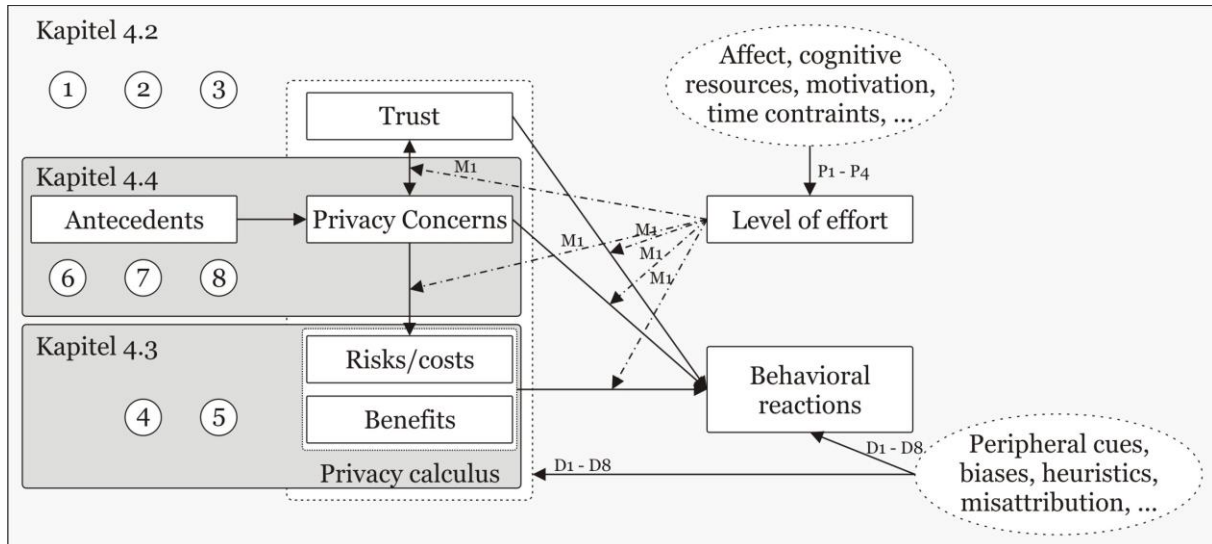 Kapitel 4.2
1 2 3
Affect, cognitive
resources, motivation,
time contraints, ...
Trust
P1 - P4
Kapitel 4.4
M1
Antecedents
Privacy Concerns
Level of effort
M1
M1
M1
M1
6 7 8
Kapitel 4.3
Risks/costs
4 5
Benefits
Privacy calculus
Behavioral
reactions
D1 - D8
D1 - D8
Peripheral cues,
biases, heuristics,
misattribution, ...